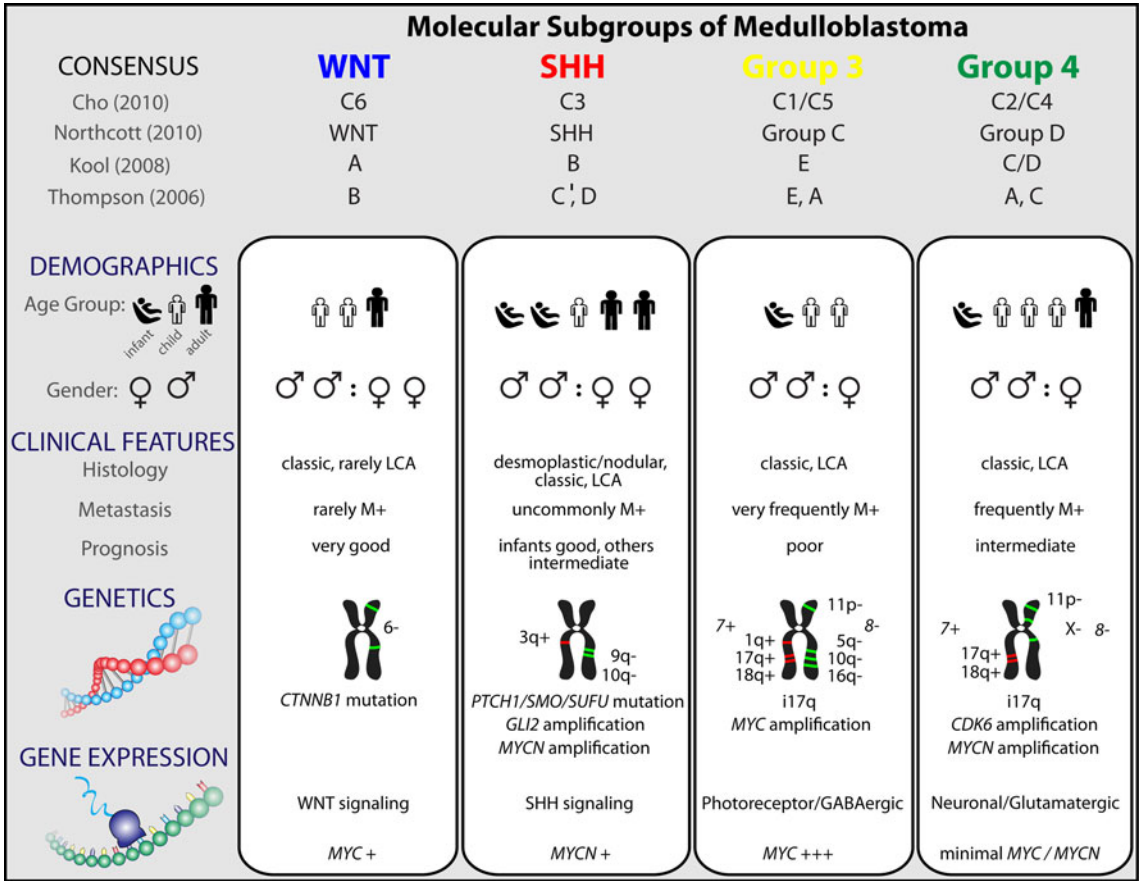 Molecular Subgroups of Medulloblastoma
CONSENSUS WNT SHH Group 3 Group 4
Cho (2010) C6 C3 C1/C5 C2/C4
Northcott (2010) WNT SHH Group C Group D
Kool (2008) A B E C/D
Thompson (2006) B C', D E, A A, C
DEMOGRAPHICS
Age Group:
infant child adult
Gender: ♀ ♂ ♂ ♂ : ♀ ♀ ♂ ♂ : ♀ ♀ ♂ ♂ : ♀ ♂ ♂ : ♀
CLINICAL FEATURES
Histology classic, rarely LCA desmoplastic/nodular, classic, LCA classic, LCA
classic, LCA
Metastasis rarely M+ uncommonly M+ very frequently M+ frequently M+
Prognosis very good infants good, others poor intermediate
intermediate
GENETICS
6-
3q+
9q-
10q-
7+
11p-
8-
1q+ 5q-
17q+ 10q-
18q+ 16q-
7+
11p-
X- 8-
17q+
18q+
CTNNB1 mutation PTCH1/SMO/SUFU mutation i17q i17q
GLI2 amplification MYC amplification CDK6 amplification
MYCN amplification MYCN amplification
GENE EXPRESSION
WNT signaling SHH signaling Photoreceptor/GABAergic Neuronal/Glutamatergic
MYC + MYCN + MYC +++ minimal MYC / MYCN